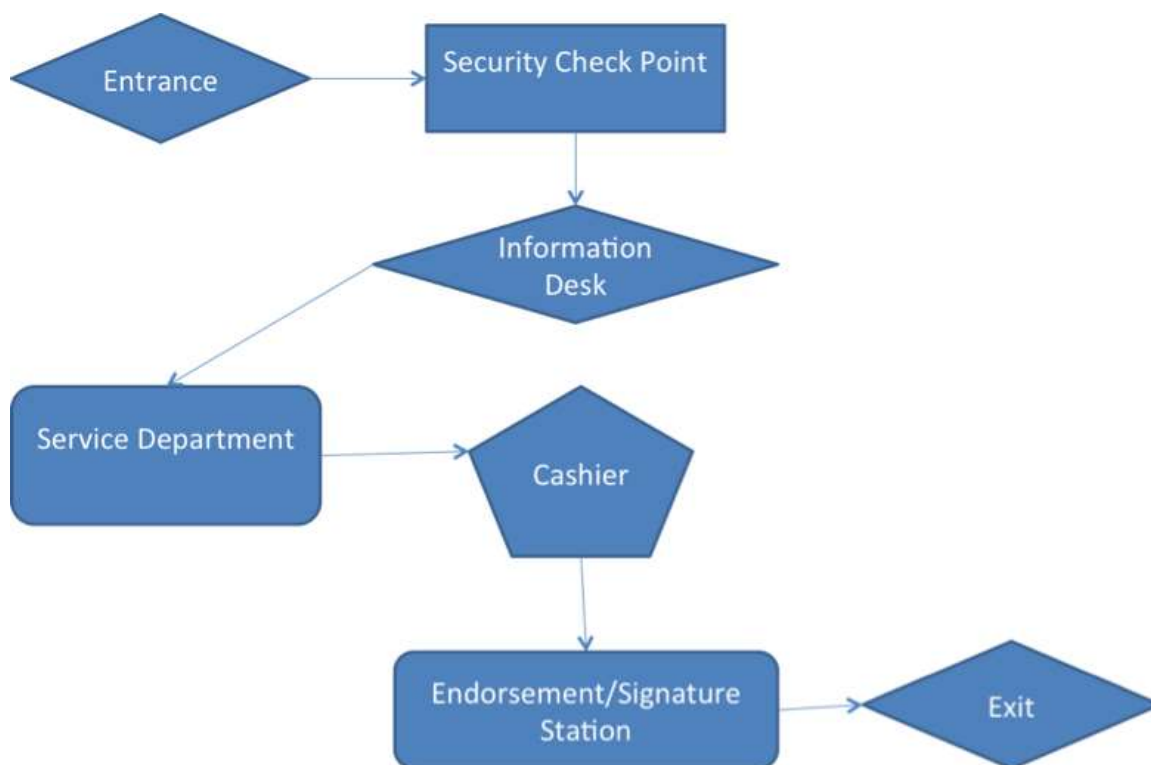 Entrance
Security Check Point
Information
Desk
Service Department
Cashier
Endorsement/Signature
Station
Exit